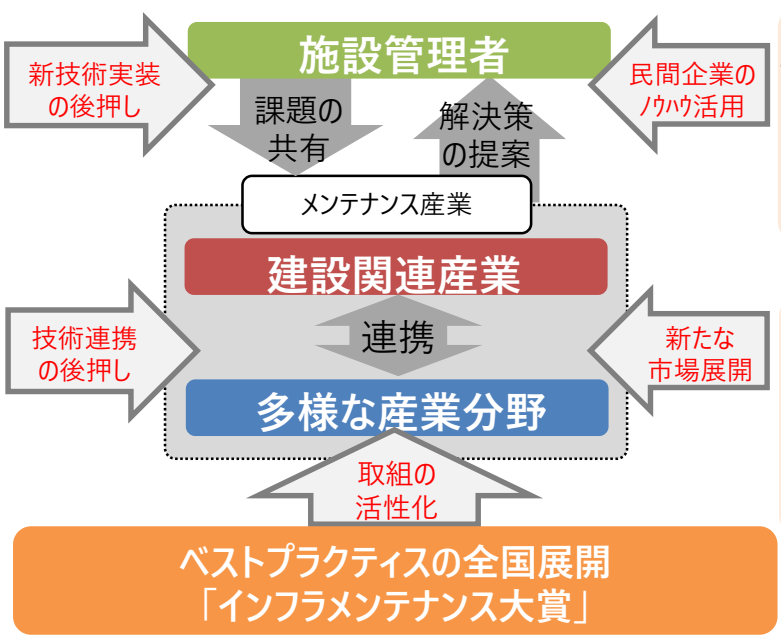 施設管理者
新技術実装
の後押し
民間企業の
ノウハウ活用
課題の
共有
解決策
の提案
メンテナンス産業
建設関連産業
技術連携
の後押し
連携
新たな
市場展開
多様な産業分野
取組の
活性化
ベストプラクティスの全国展開
「インフラメンテナンス大賞」